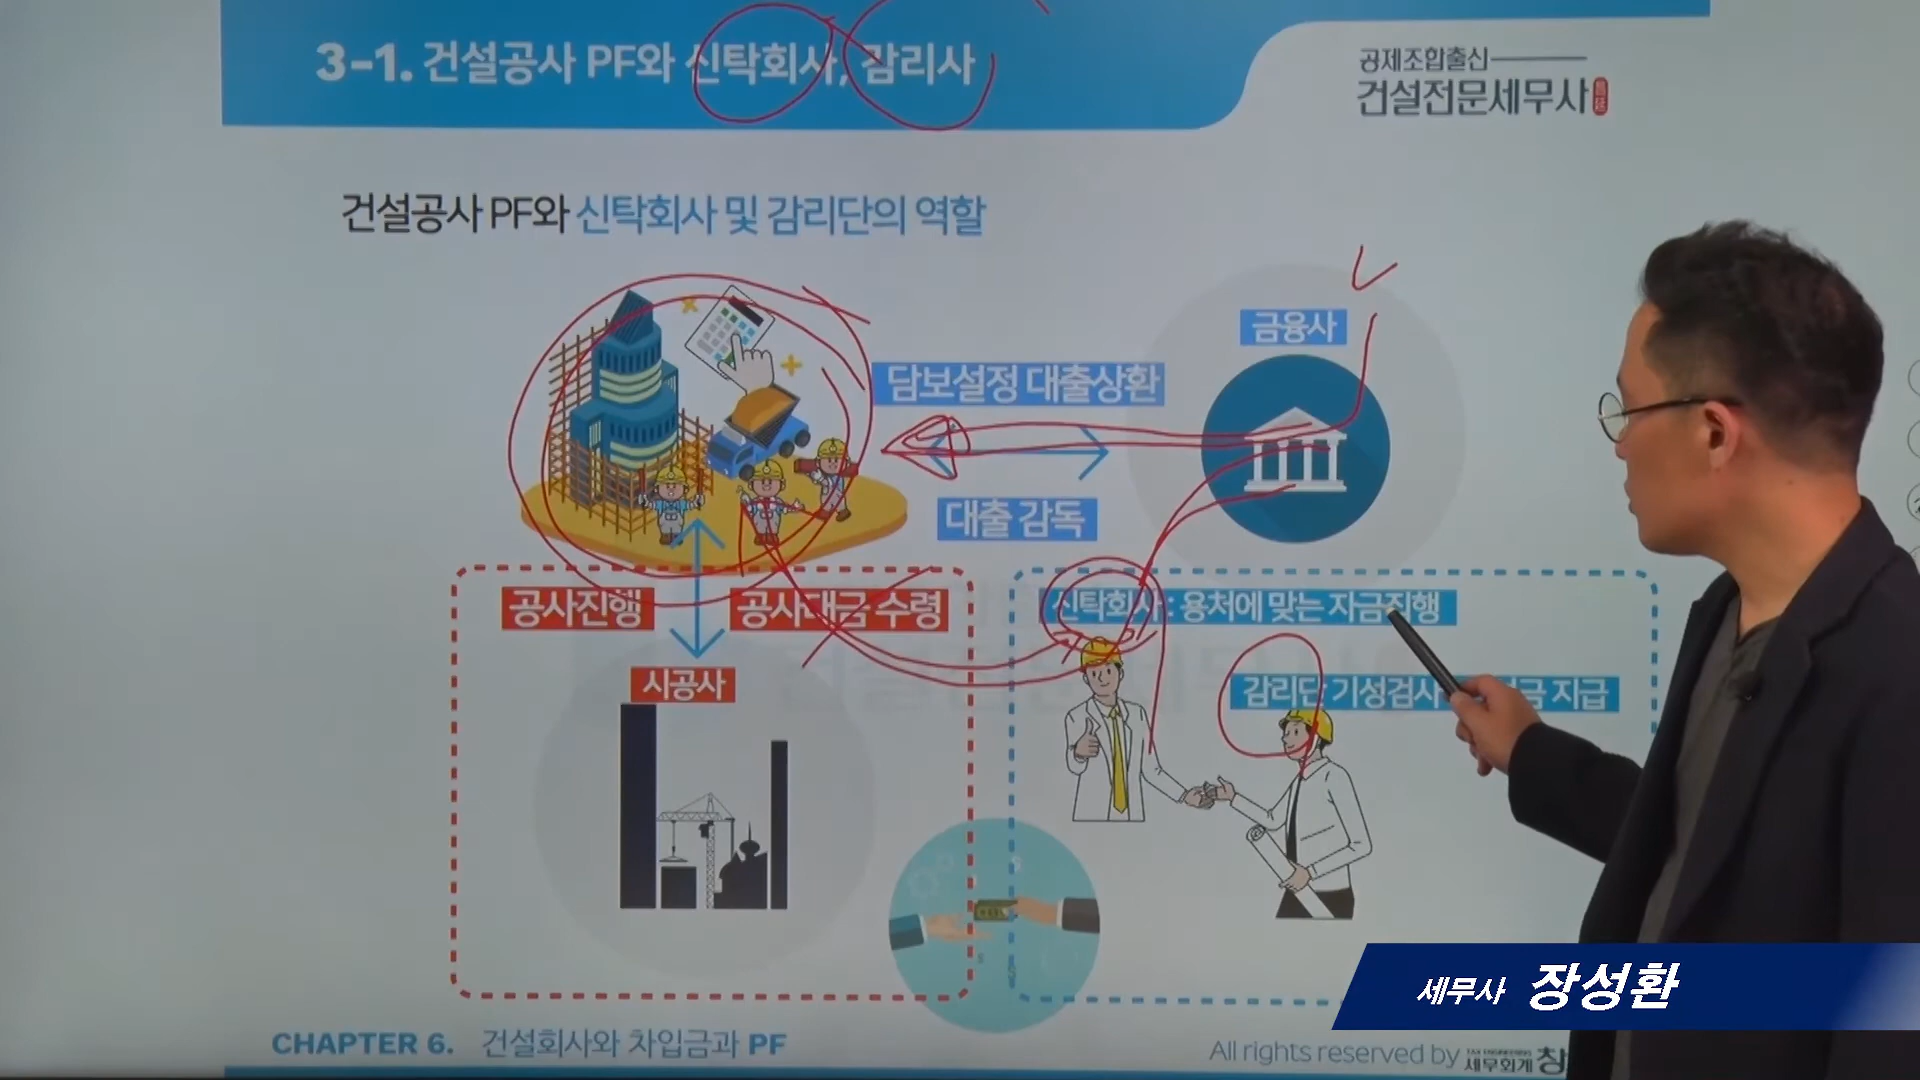 3-1. 건설공사 PF와 신탁회사, 감리사
공제조합출신
건설전문세무사
건설공사 PF와 신탁회사 및 감리단의 역할
금융사
담보설정 대출상환
대출 감독
공사진행
공사대금 수령
신탁회사 : 용처에 맞는 자금집행
시공사
감리단 기성검사 금 지급
세무사 장성환
CHAPTER 6. 건설회사와 차입금과 PF
All rights reserved by 세무회계 창